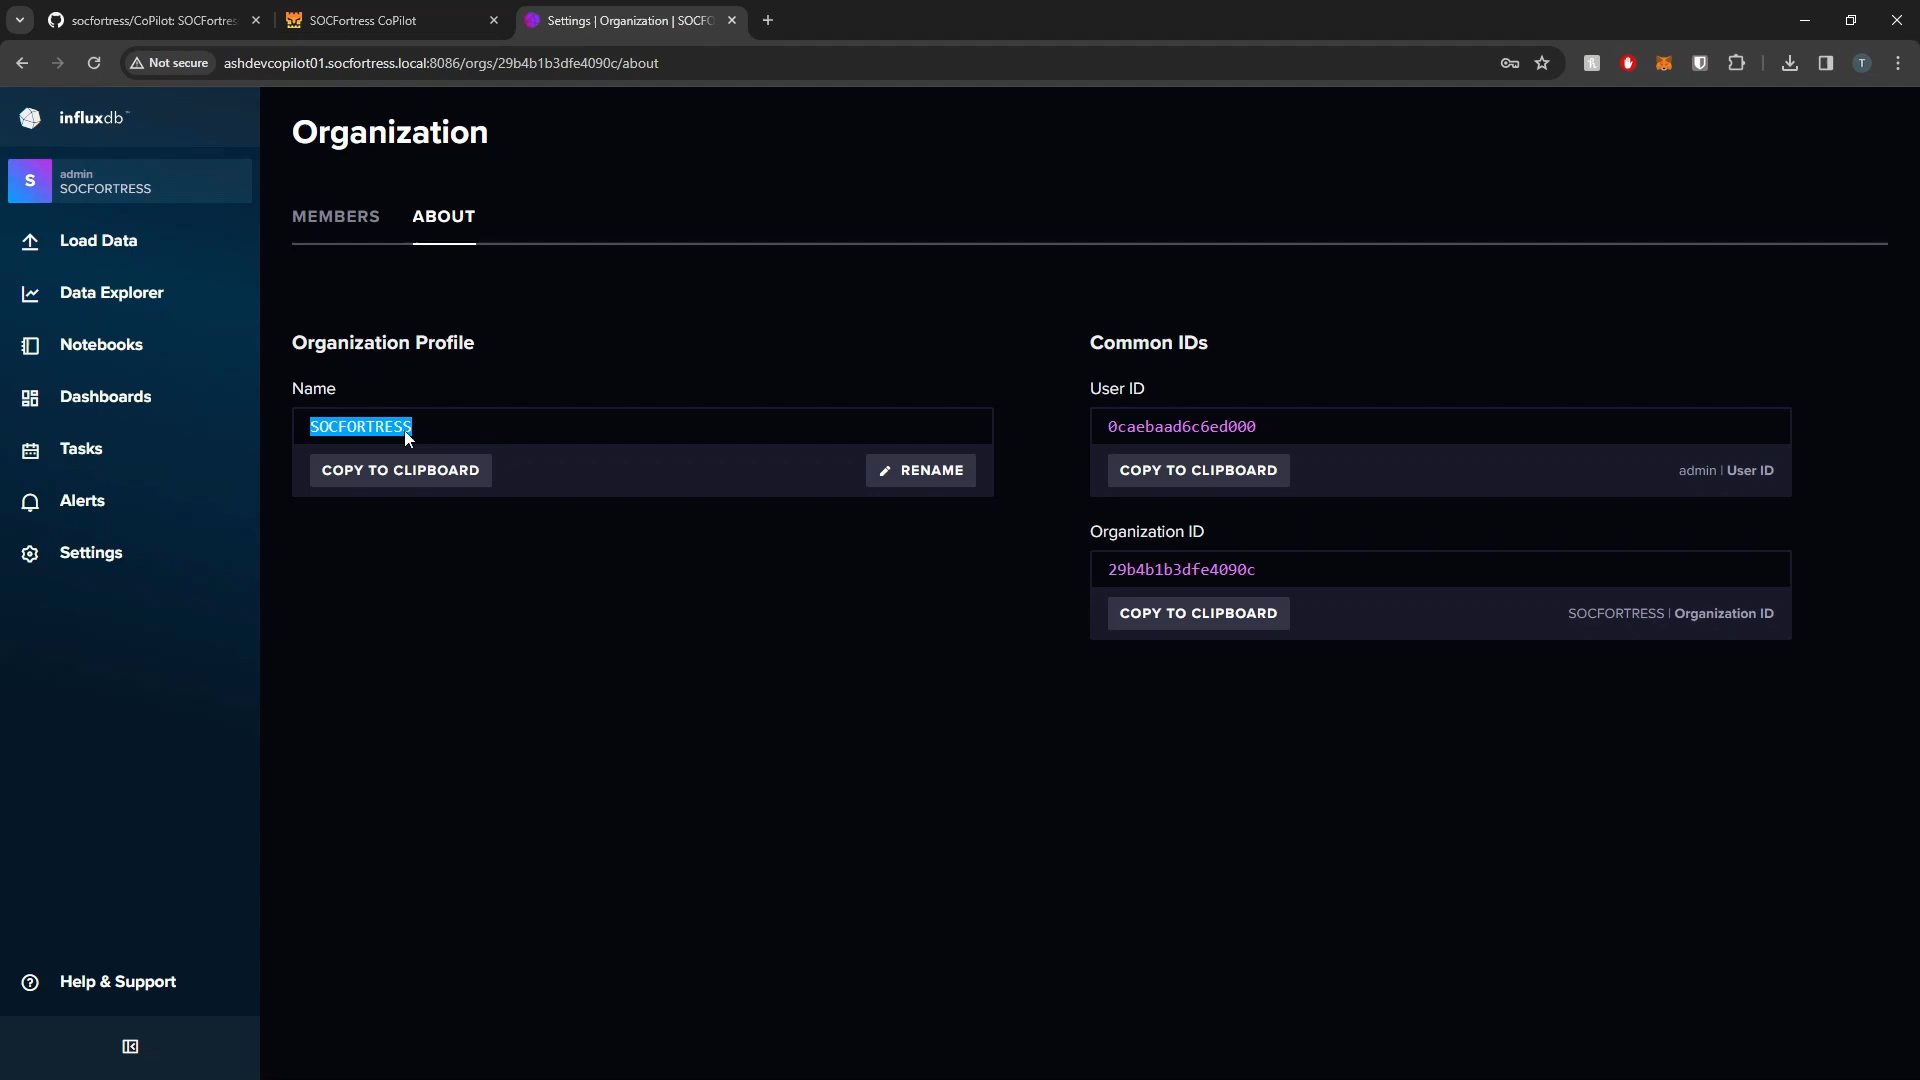 socfortress/CoPilot: SOCFortres
SOCFortress CoPilot
Settings | Organization | SOCFO
Not secure
ashdevcopilot01.socfortress.local:8086/orgs/29b4b1b3dfe4090c/about
T
influxdb™
S
admin
SOCFORTRESS
Load Data
Data Explorer
Notebooks
Dashboards
Tasks
Alerts
Settings
Help & Support
Organization
MEMBERS
ABOUT
Organization Profile
Name
SOCFORTRESS
COPY TO CLIPBOARD
RENAME
Common IDs
User ID
0caebaad6c6ed000
COPY TO CLIPBOARD
admin | User ID
Organization ID
29b4b1b3dfe4090c
COPY TO CLIPBOARD
SOCFORTRESS | Organization ID